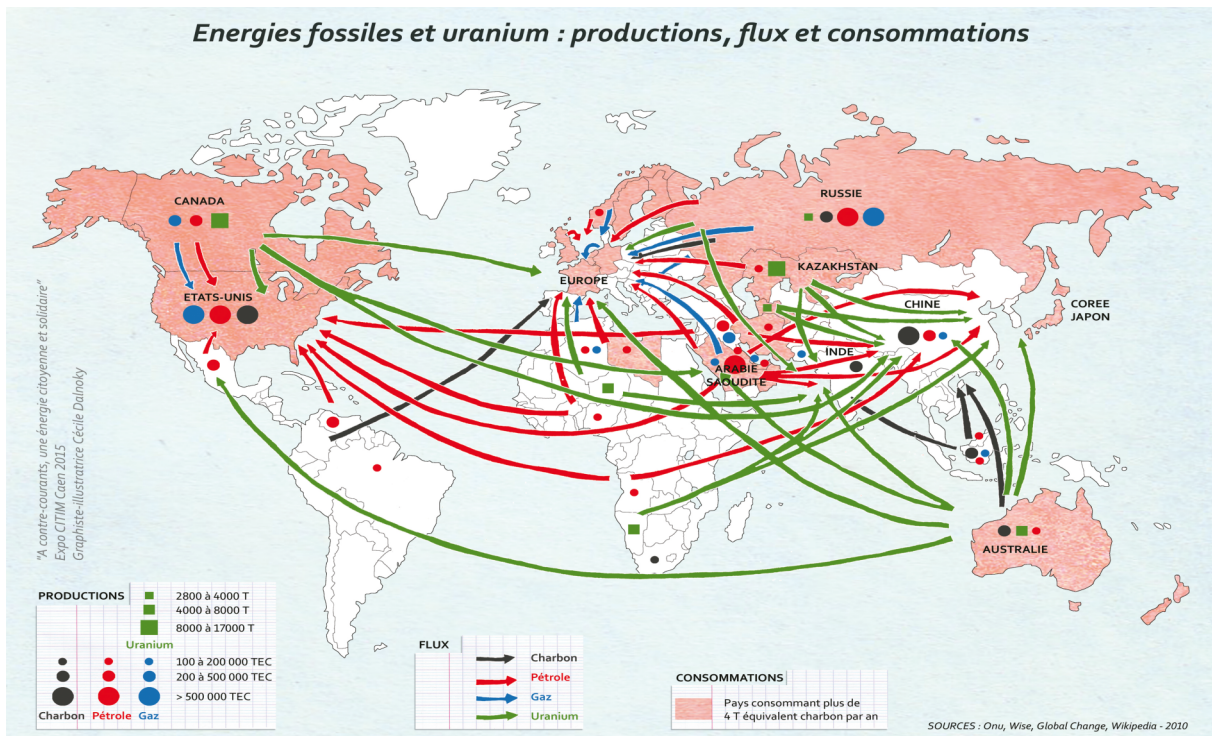 Energies fossiles et uranium : productions, flux et consommations
CANADA
RUSSIE
KAZAKHSTAN
EUROPE
ETATS-UNIS
CHINE
COREE
JAPON
INDE
ARABIE
SAOUDITE
AUSTRALIE
"A contre-courants, une énergie citoyenne et solidaire"
Expo CITIM Caen 2015
Graphiste-illustratrice Cécile Dalnoky
PRODUCTIONS
2800 à 4000 T
4000 à 8000 T
8000 à 17000 T
Uranium
100 à 200 000 TEC
200 à 500 000 TEC
> 500 000 TEC
Charbon Pétrole Gaz
FLUX
Charbon
Pétrole
Gaz
Uranium
CONSOMMATIONS
Pays consommant plus de
4 T équivalent charbon par an
SOURCES : Onu, Wise, Global Change, Wikipedia - 2010